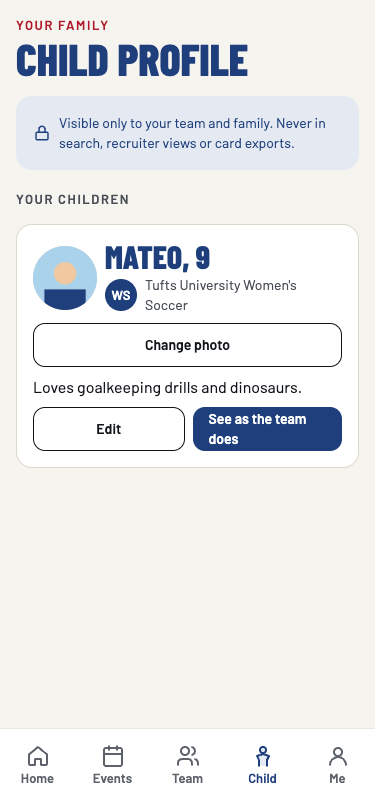 YOUR FAMILY
CHILD PROFILE
Visible only to your team and family. Never in
search, recruiter views or card exports.
YOUR CHILDREN
MATEO, 9
WS
Tufts University Women's
Soccer
Change photo
Loves goalkeeping drills and dinosaurs.
Edit
See as the team
does
Home
Events
Team
Child
Me